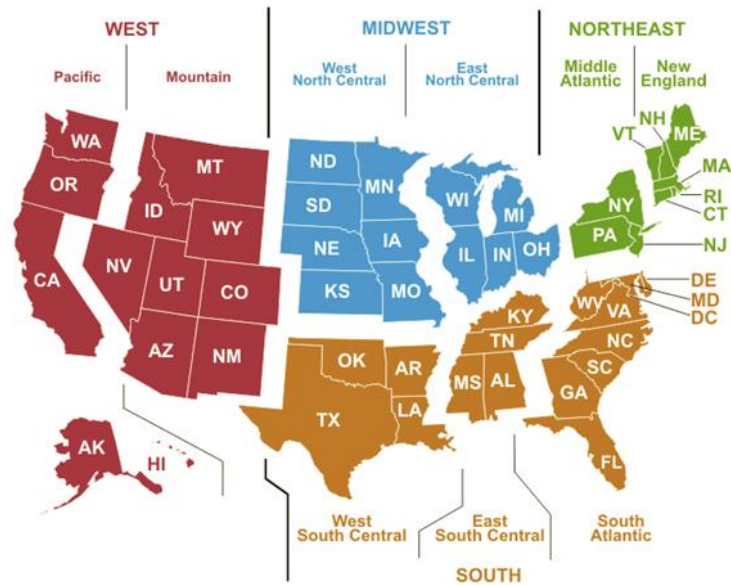 WEST
MIDWEST
NORTHEAST
Pacific
Mountain
West
North Central
East
North Central
Middle
Atlantic
New
England
WA
OR
CA
NV
ID
MT
WY
UT
CO
AZ
NM
AK
HI
ND
SD
NE
KS
MN
IA
MO
WI
IL
MI
IN
OH
NY
PA
VT
NH
ME
MA
RI
CT
NJ
OK
TX
AR
LA
KY
TN
MS
AL
WV
VA
DE
MD
DC
NC
SC
GA
FL
West
South Central
East
South Central
South
Atlantic
SOUTH